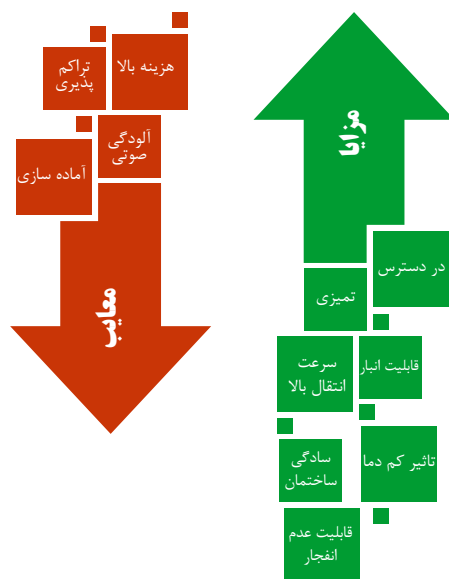 مزایا
در دسترس
تمیزی
قابلیت انبار
سرعت
انتقال بالا
تاثیر کم دما
سادگی
ساختمان
قابلیت عدم
انفجار
هزینه بالا
تراکم
پذیری
آلودگی
صوتی
آماده سازی
معایب